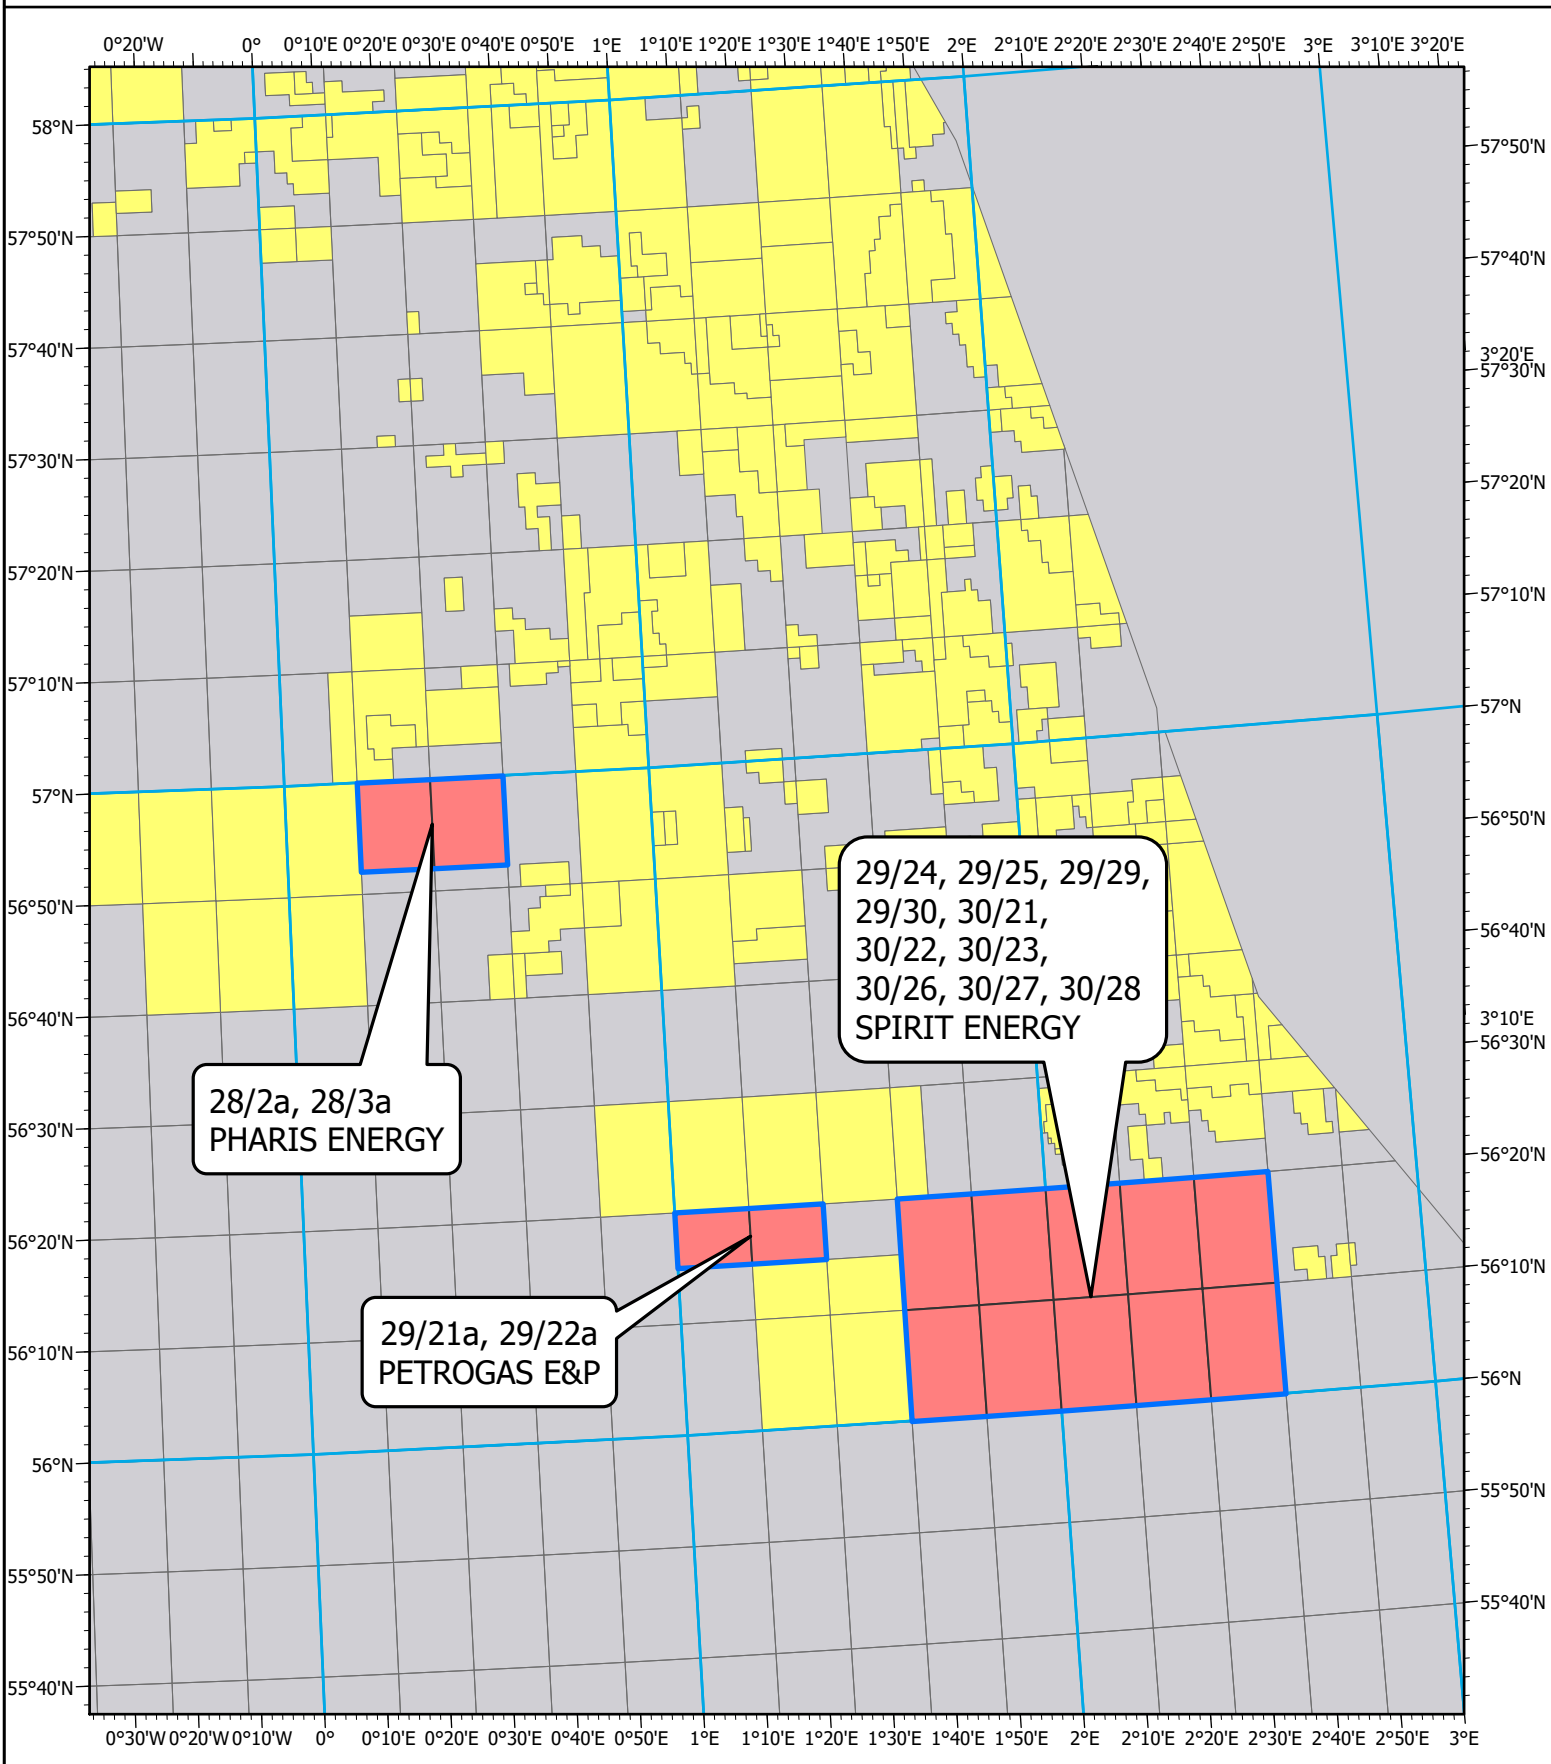 0°20'W 0° 0°10'E 0°20'E 0°30'E 0°40'E 0°50'E 1°E 1°10'E 1°20'E 1°30'E 1°40'E 1°50'E 2°E 2°10'E 2°20'E 2°30'E 2°40'E 2°50'E 3°E 3°10'E 3°20'E
58°N
57°50'N
57°50'N
57°40'N
57°40'N
3°20'E
57°30'N
57°30'N
57°20'N
57°20'N
57°10'N
57°10'N
57°N
57°N
56°50'N
56°50'N
56°40'N
56°40'N
3°10'E
56°30'N
56°30'N
56°20'N
56°20'N
56°10'N
56°10'N
56°N
56°N
55°50'N
55°50'N
55°40'N
55°40'N
29/24, 29/25, 29/29,
29/30, 30/21,
30/22, 30/23,
30/26, 30/27, 30/28
SPIRIT ENERGY
28/2a, 28/3a
PHARIS ENERGY
29/21a, 29/22a
PETROGAS E&P
0°30'W 0°20'W 0°10'W 0° 0°10'E 0°20'E 0°30'E 0°40'E 0°50'E 1°E 1°10'E 1°20'E 1°30'E 1°40'E 1°50'E 2°E 2°10'E 2°20'E 2°30'E 2°40'E 2°50'E 3°E